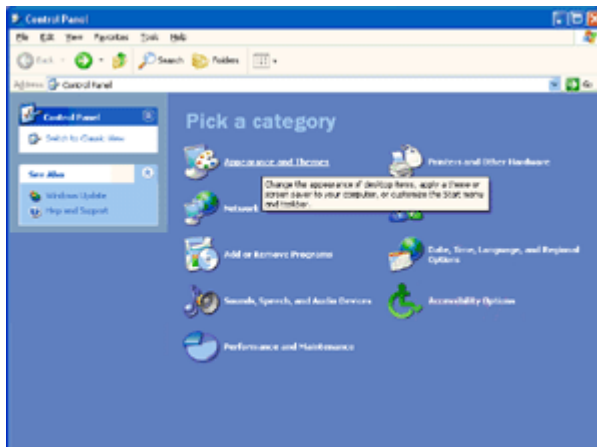 Control Panel
File Edit View Favorites Tools Help
Back Search Folders
Address Control Panel Go
Control Panel
Switch to Classic View
See Also
Windows Update
Help and Support
Pick a category
Appearance and Themes
Printers and Other Hardware
Change the appearance of desktop items, apply a theme or
screen saver to your computer, or customize the Start menu
and taskbar.
Network
Add or Remove Programs
Date, Time, Language, and Regional
Options
Sounds, Speech, and Audio Devices
Accessibility Options
Performance and Maintenance